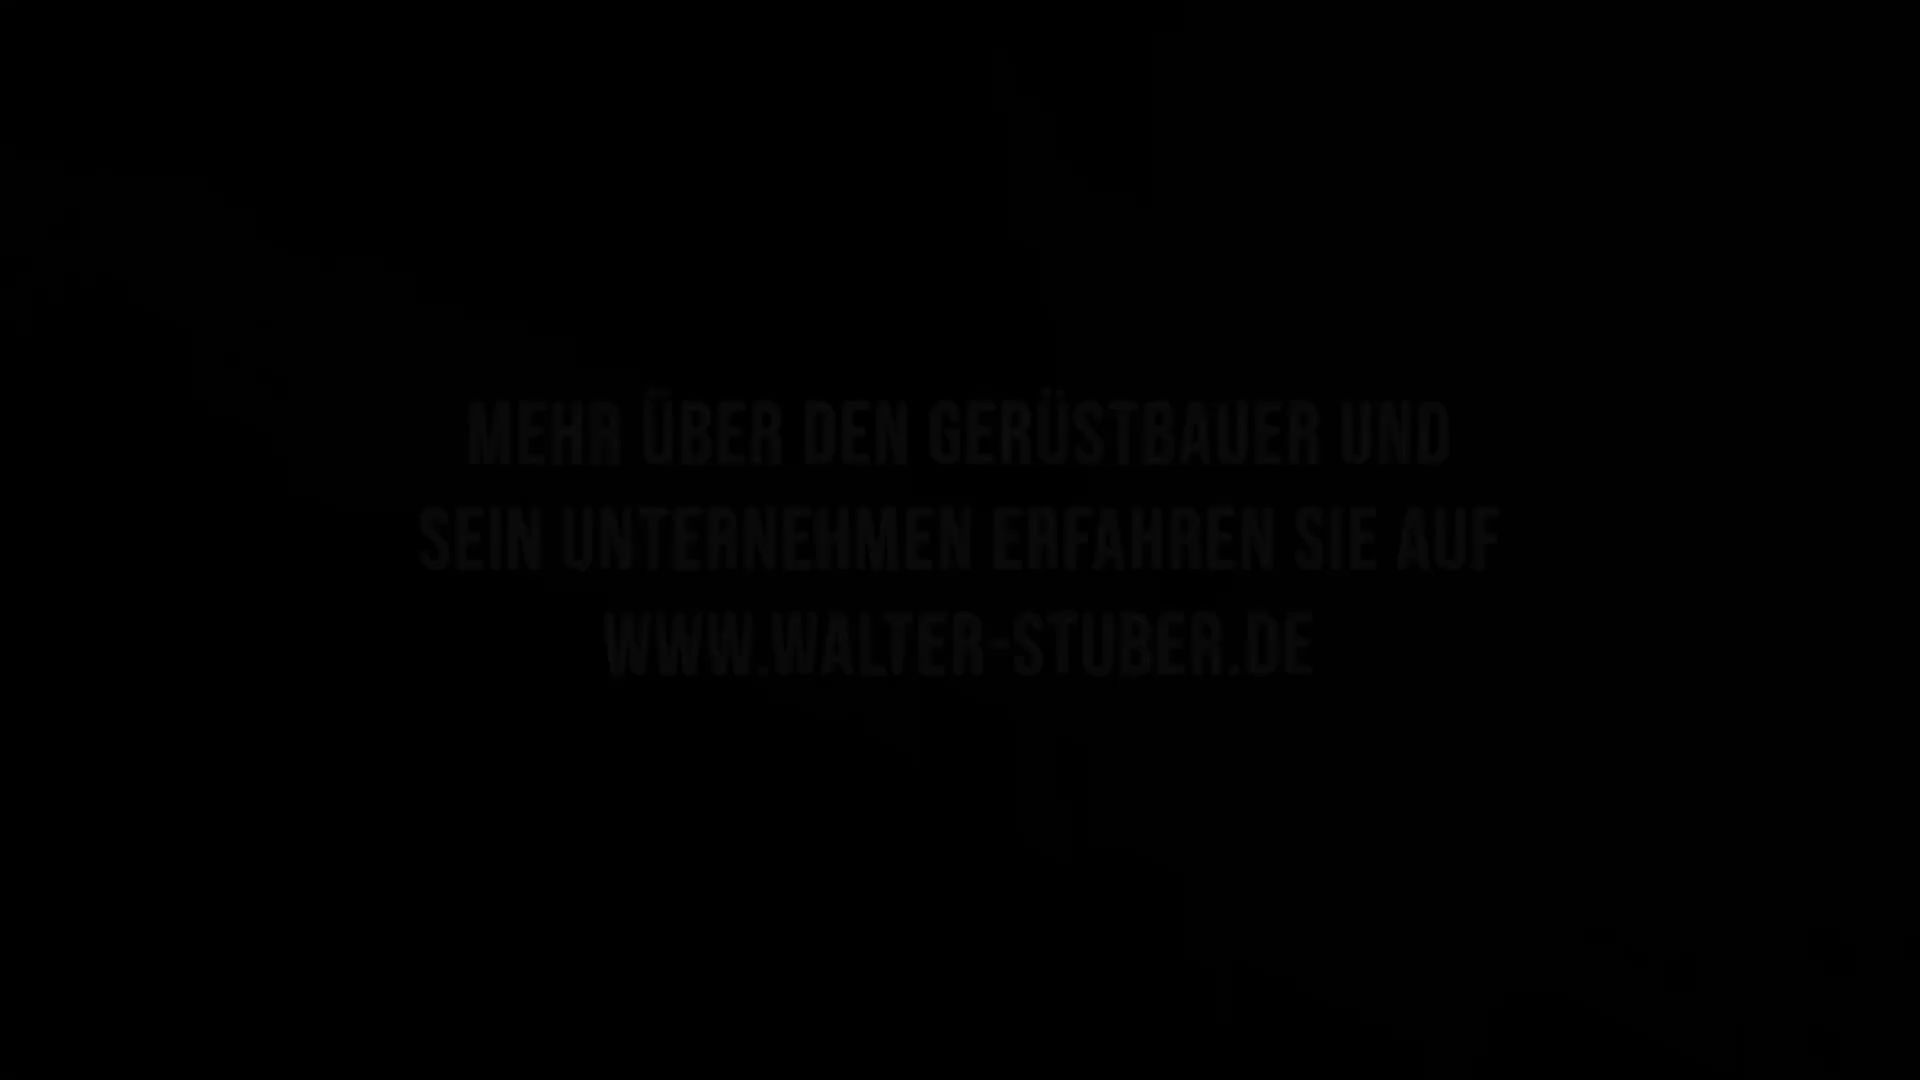 MEHR ÜBER DEN GERÜSTBAUER UND
SEIN UNTERNEHMEN ERFAHREN SIE AUF
WWW.WALTER-STUBER.DE